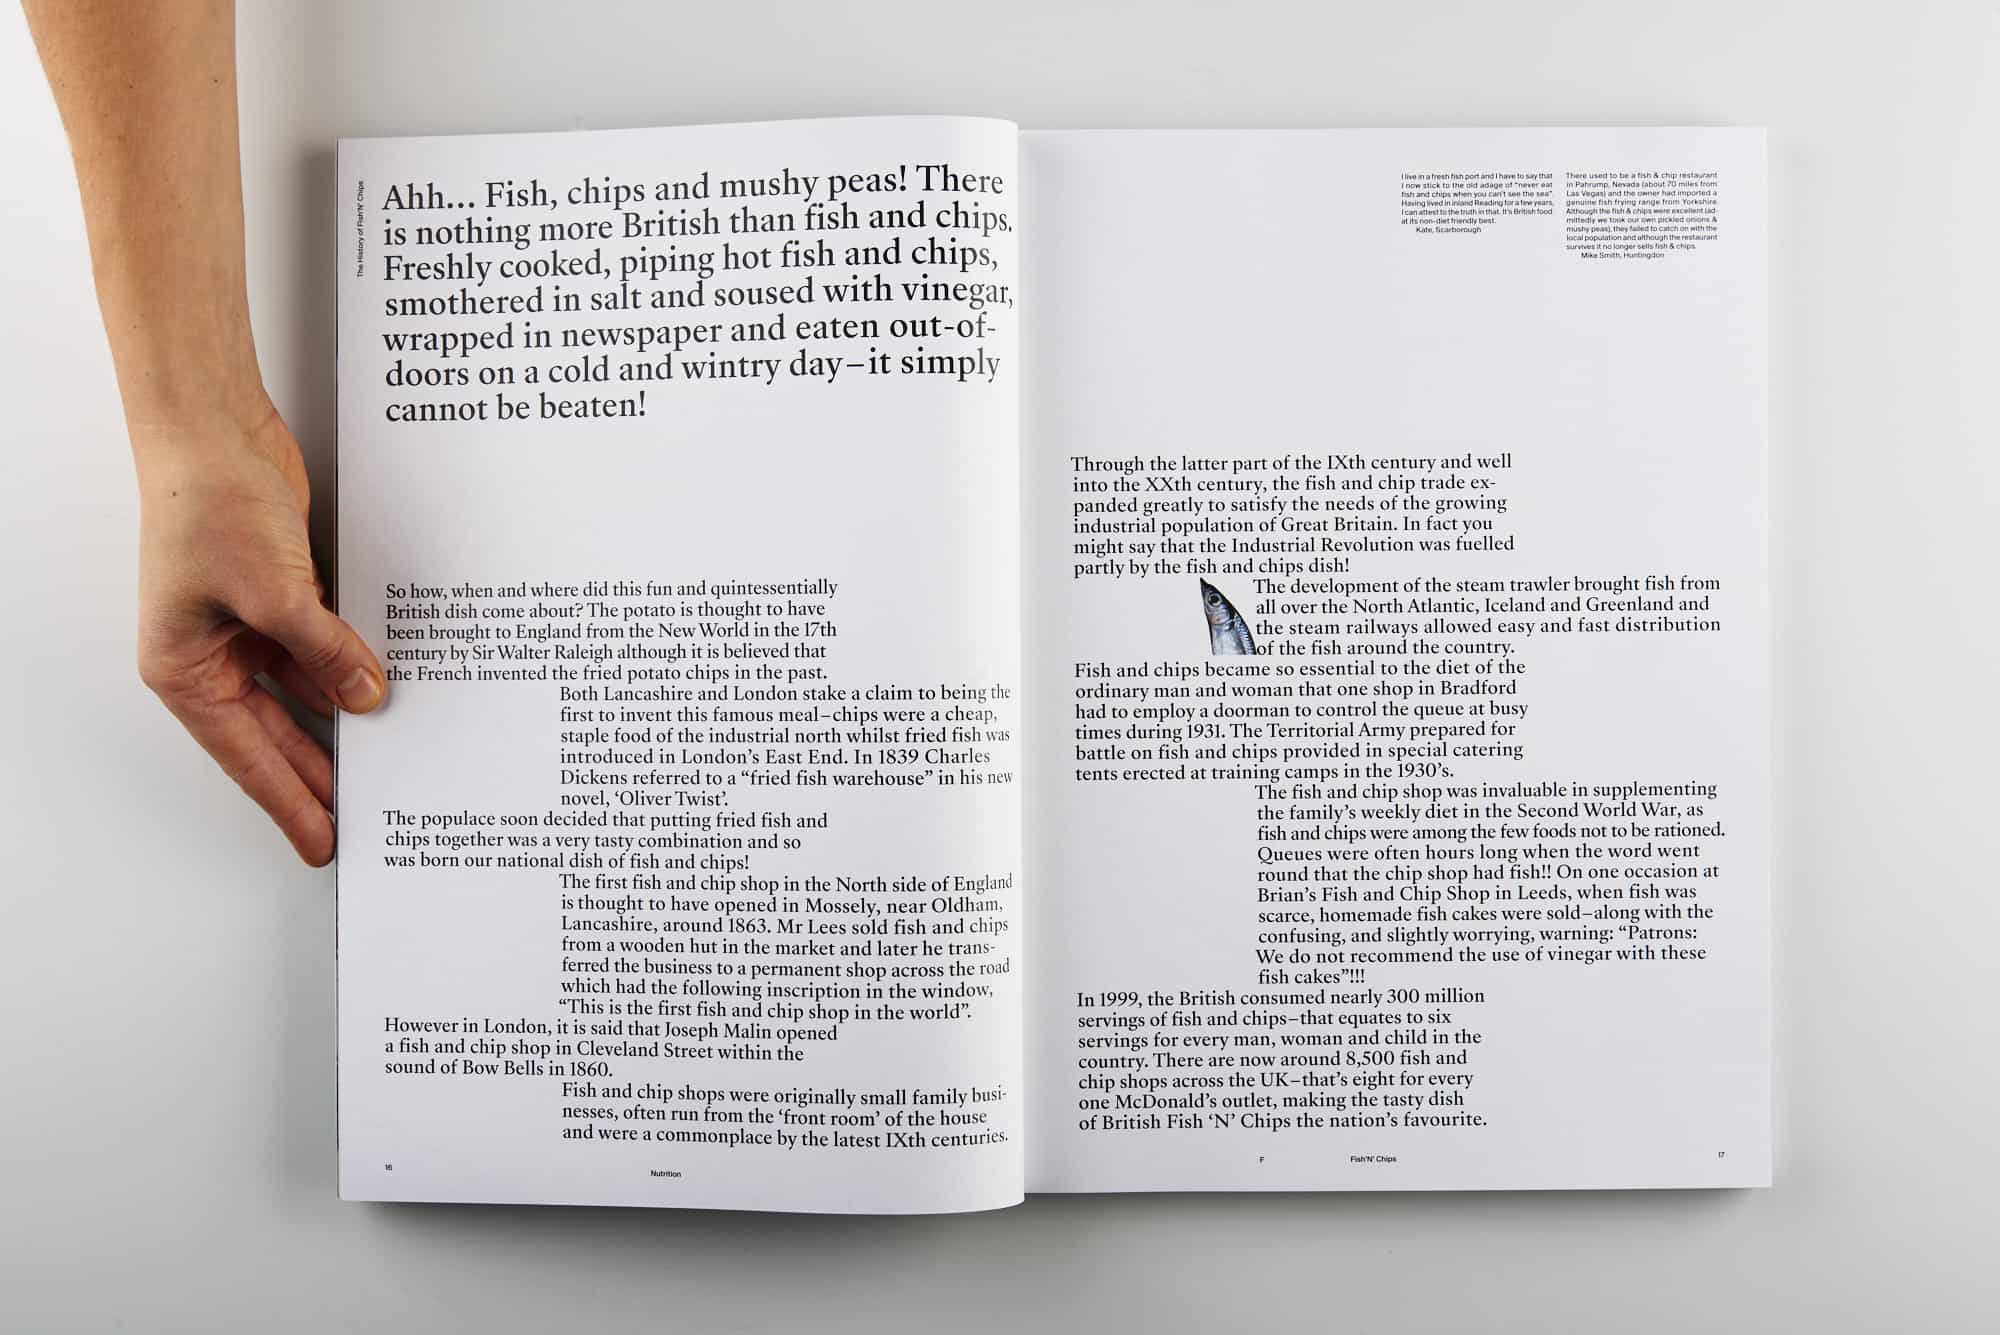 The History of Fish'N' Chips
Ahh... Fish, chips and mushy peas! There
is nothing more British than fish and chips.
Freshly cooked, piping hot fish and chips,
smothered in salt and soused with vinegar,
wrapped in newspaper and eaten out-of-
doors on a cold and wintry day–it simply
cannot be beaten!
So how, when and where did this fun and quintessentially
British dish come about? The potato is thought to have
been brought to England from the New World in the 17th
century by Sir Walter Raleigh although it is believed that
the French invented the fried potato chips in the past.
Both Lancashire and London stake a claim to being the
first to invent this famous meal–chips were a cheap,
staple food of the industrial north whilst fried fish was
introduced in London's East End. In 1839 Charles
Dickens referred to a “fried fish warehouse” in his new
novel, ‘Oliver Twist’.
The populace soon decided that putting fried fish and
chips together was a very tasty combination and so
was born our national dish of fish and chips!
The first fish and chip shop in the North side of England
is thought to have opened in Mossely, near Oldham,
Lancashire, around 1863. Mr Lees sold fish and chips
from a wooden hut in the market and later he trans-
ferred the business to a permanent shop across the road
which had the following inscription in the window,
“This is the first fish and chip shop in the world”.
However in London, it is said that Joseph Malin opened
a fish and chip shop in Cleveland Street within the
sound of Bow Bells in 1860.
Fish and chip shops were originally small family busi-
nesses, often run from the ‘front room’ of the house
and were a commonplace by the latest IXth centuries.
16
Nutrition
I live in a fresh fish port and I have to say that
I now stick to the old adage of “never eat
fish and chips when you can't see the sea”.
Having lived in inland Reading for a few years,
I can attest to the truth in that. It's British food
at its non-diet friendly best.
Kate, Scarborough
There used to be a fish & chip restaurant
in Pahrump, Nevada (about 70 miles from
Las Vegas) and the owner had imported a
genuine fish frying range from Yorkshire.
Although the fish & chips were excellent (ad-
mittedly we took our own pickled onions &
mushy peas), they failed to catch on with the
local population and although the restaurant
survives it no longer sells fish & chips.
Mike Smith, Huntingdon
Through the latter part of the IXth century and well
into the XXth century, the fish and chip trade ex-
panded greatly to satisfy the needs of the growing
industrial population of Great Britain. In fact you
might say that the Industrial Revolution was fuelled
partly by the fish and chips dish!
The development of the steam trawler brought fish from
all over the North Atlantic, Iceland and Greenland and
the steam railways allowed easy and fast distribution
of the fish around the country.
Fish and chips became so essential to the diet of the
ordinary man and woman that one shop in Bradford
had to employ a doorman to control the queue at busy
times during 1931. The Territorial Army prepared for
battle on fish and chips provided in special catering
tents erected at training camps in the 1930's.
The fish and chip shop was invaluable in supplementing
the family's weekly diet in the Second World War, as
fish and chips were among the few foods not to be rationed.
Queues were often hours long when the word went
round that the chip shop had fish!! On one occasion at
Brian's Fish and Chip Shop in Leeds, when fish was
scarce, homemade fish cakes were sold–along with the
confusing, and slightly worrying, warning: “Patrons:
We do not recommend the use of vinegar with these
fish cakes”!!!
In 1999, the British consumed nearly 300 million
servings of fish and chips–that equates to six
servings for every man, woman and child in the
country. There are now around 8,500 fish and
chip shops across the UK–that's eight for every
one McDonald's outlet, making the tasty dish
of British Fish ‘N’ Chips the nation's favourite.
F
Fish'N' Chips
17